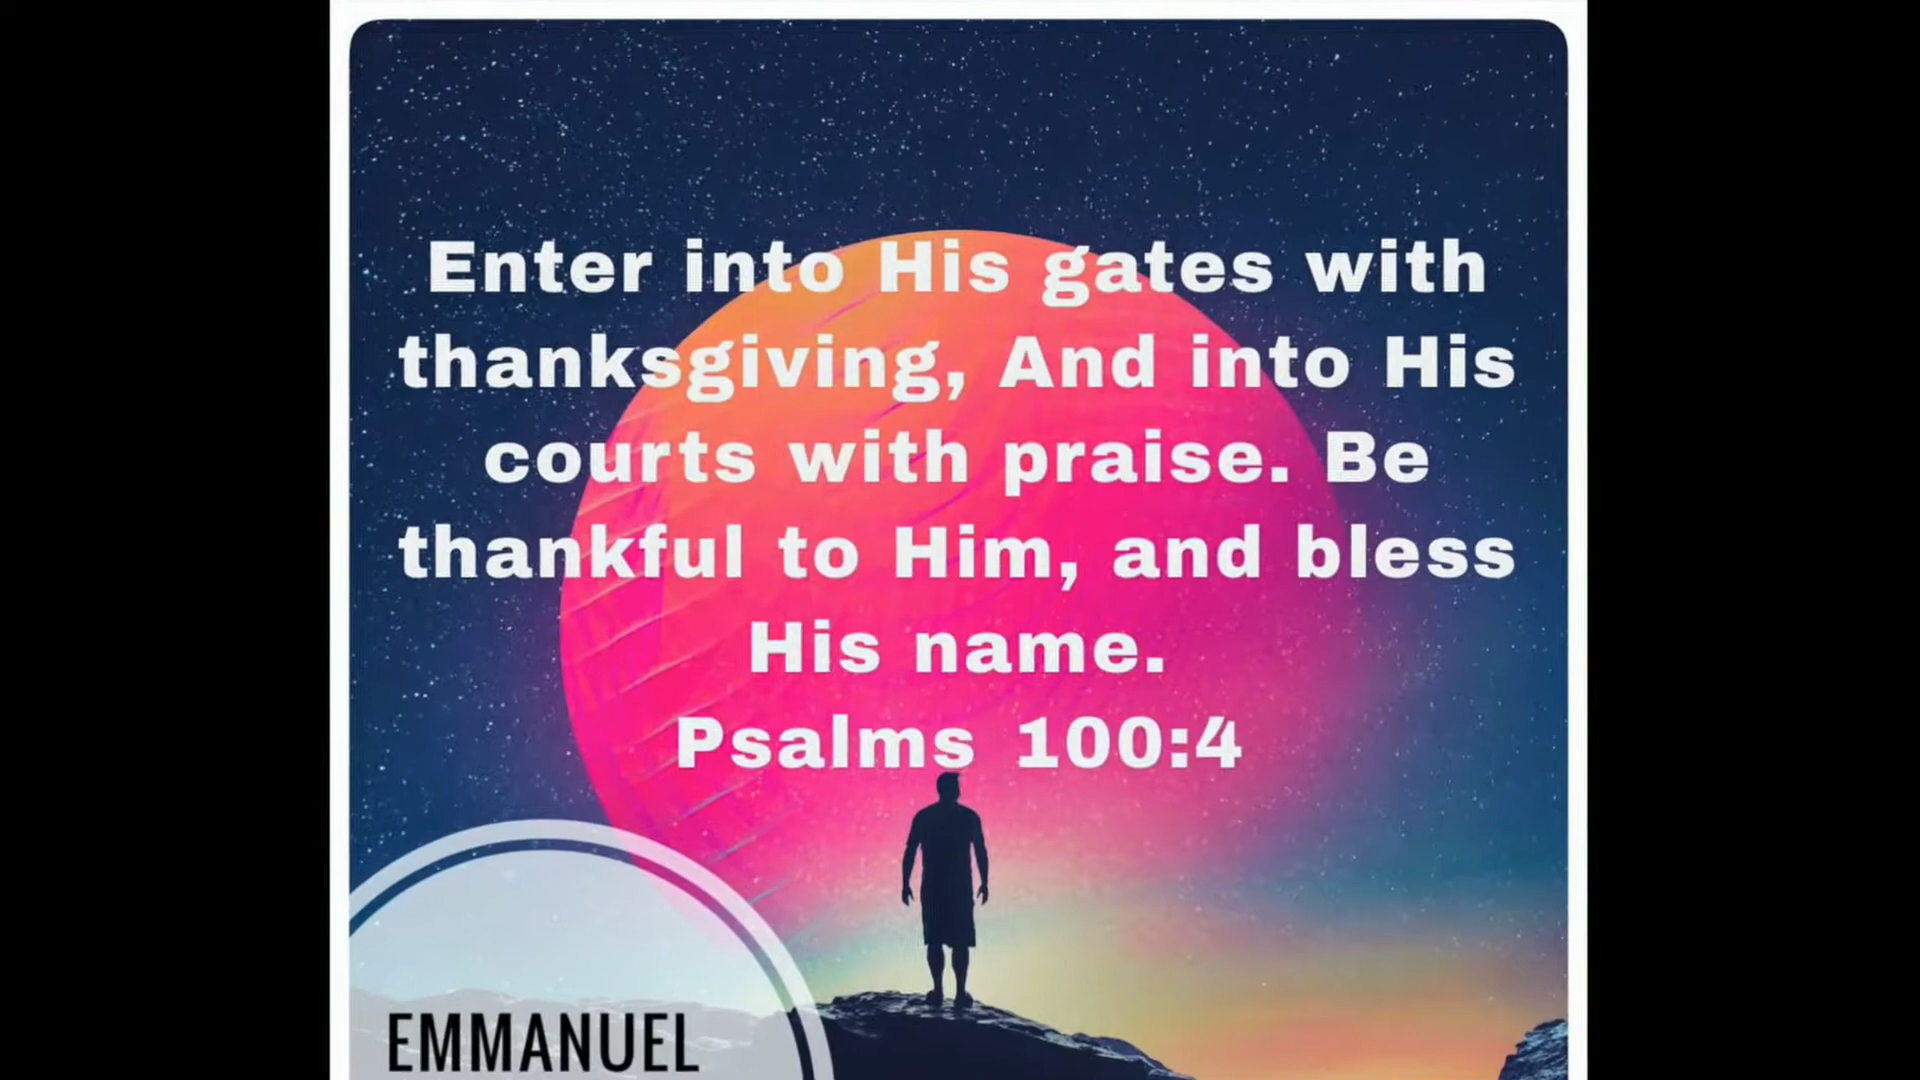 Enter into His gates with
thanksgiving, And into His
courts with praise. Be
thankful to Him, and bless
His name.
Psalms 100:4
EMMANUEL